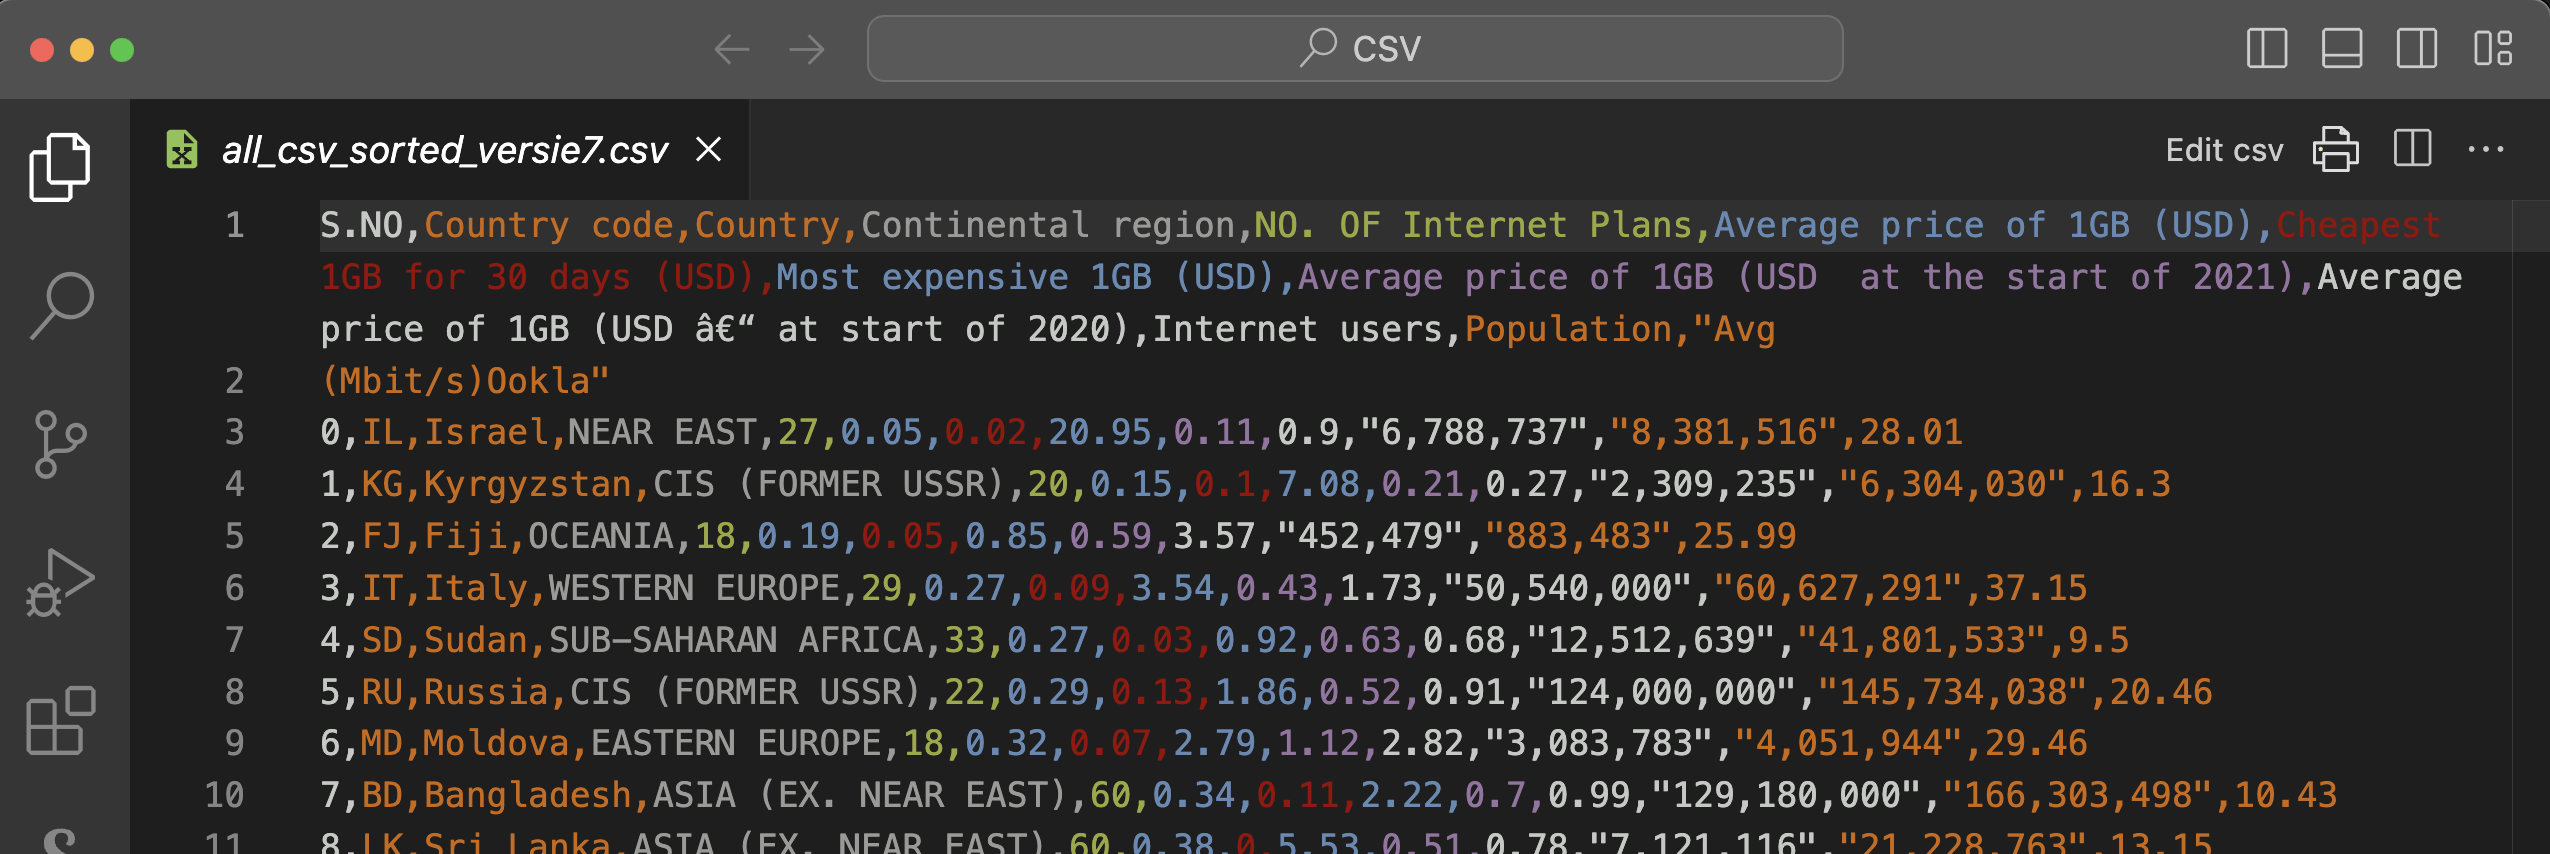 CSV
all_csv_sorted_versie7.csv
Edit csv
1 S.NO,Country code,Country,Continental region,NO. OF Internet Plans,Average price of 1GB (USD),Cheapest
1GB for 30 days (USD),Most expensive 1GB (USD),Average price of 1GB (USD  at the start of 2021),Average
price of 1GB (USD â€“ at start of 2020),Internet users,Population,"Avg
2 (Mbit/s)Ookla"
3 0,IL,Israel,NEAR EAST,27,0.05,0.02,20.95,0.11,0.9,"6,788,737","8,381,516",28.01
4 1,KG,Kyrgyzstan,CIS (FORMER USSR),20,0.15,0.1,7.08,0.21,0.27,"2,309,235","6,304,030",16.3
5 2,FJ,Fiji,OCEANIA,18,0.19,0.05,0.85,0.59,3.57,"452,479","883,483",25.99
6 3,IT,Italy,WESTERN EUROPE,29,0.27,0.09,3.54,0.43,1.73,"50,540,000","60,627,291",37.15
7 4,SD,Sudan,SUB-SAHARAN AFRICA,33,0.27,0.03,0.92,0.63,0.68,"12,512,639","41,801,533",9.5
8 5,RU,Russia,CIS (FORMER USSR),22,0.29,0.13,1.86,0.52,0.91,"124,000,000","145,734,038",20.46
9 6,MD,Moldova,EASTERN EUROPE,18,0.32,0.07,2.79,1.12,2.82,"3,083,783","4,051,944",29.46
10 7,BD,Bangladesh,ASIA (EX. NEAR EAST),60,0.34,0.11,2.22,0.7,0.99,"129,180,000","166,303,498",10.43
11 8,LK,Sri Lanka,ASIA (EX. NEAR EAST),60,0.38,0,5.53,0.51,0.78,"7,121,116","21,228,763",13.15